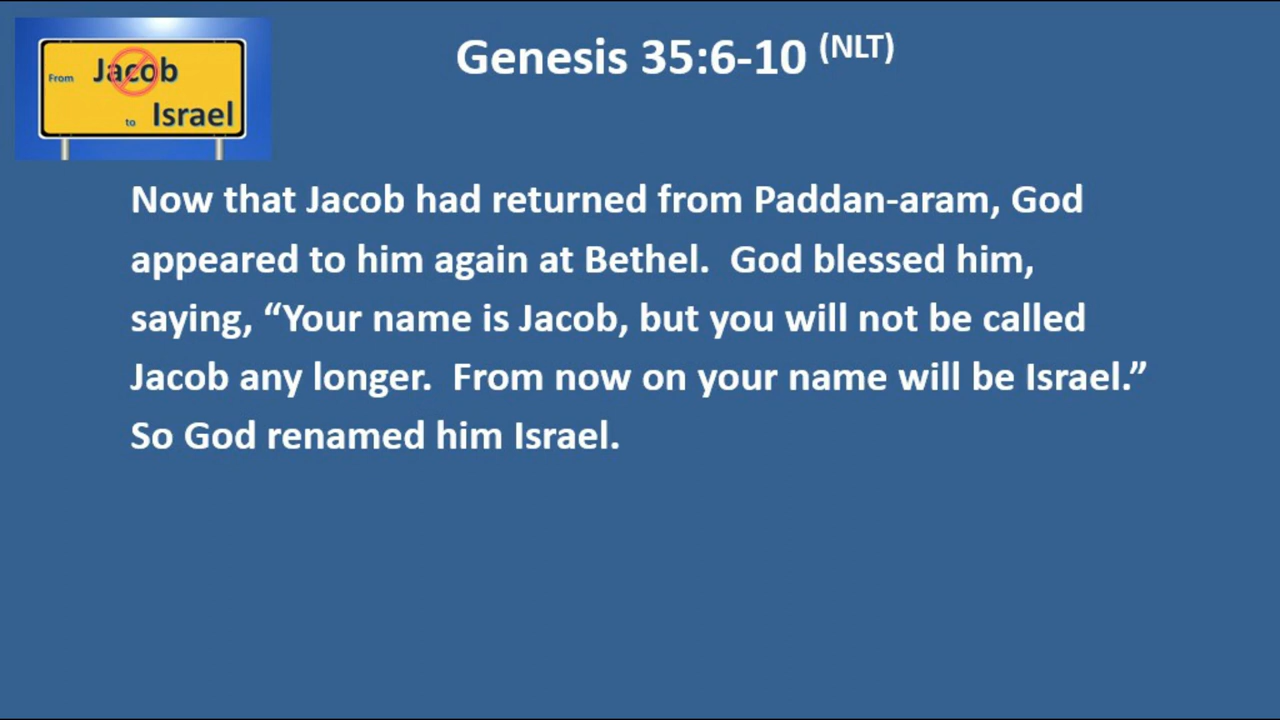 From Jacob
to Israel
Genesis 35:6-10 (NLT)
Now that Jacob had returned from Paddan-aram, God
appeared to him again at Bethel.  God blessed him,
saying, “Your name is Jacob, but you will not be called
Jacob any longer.  From now on your name will be Israel.”
So God renamed him Israel.